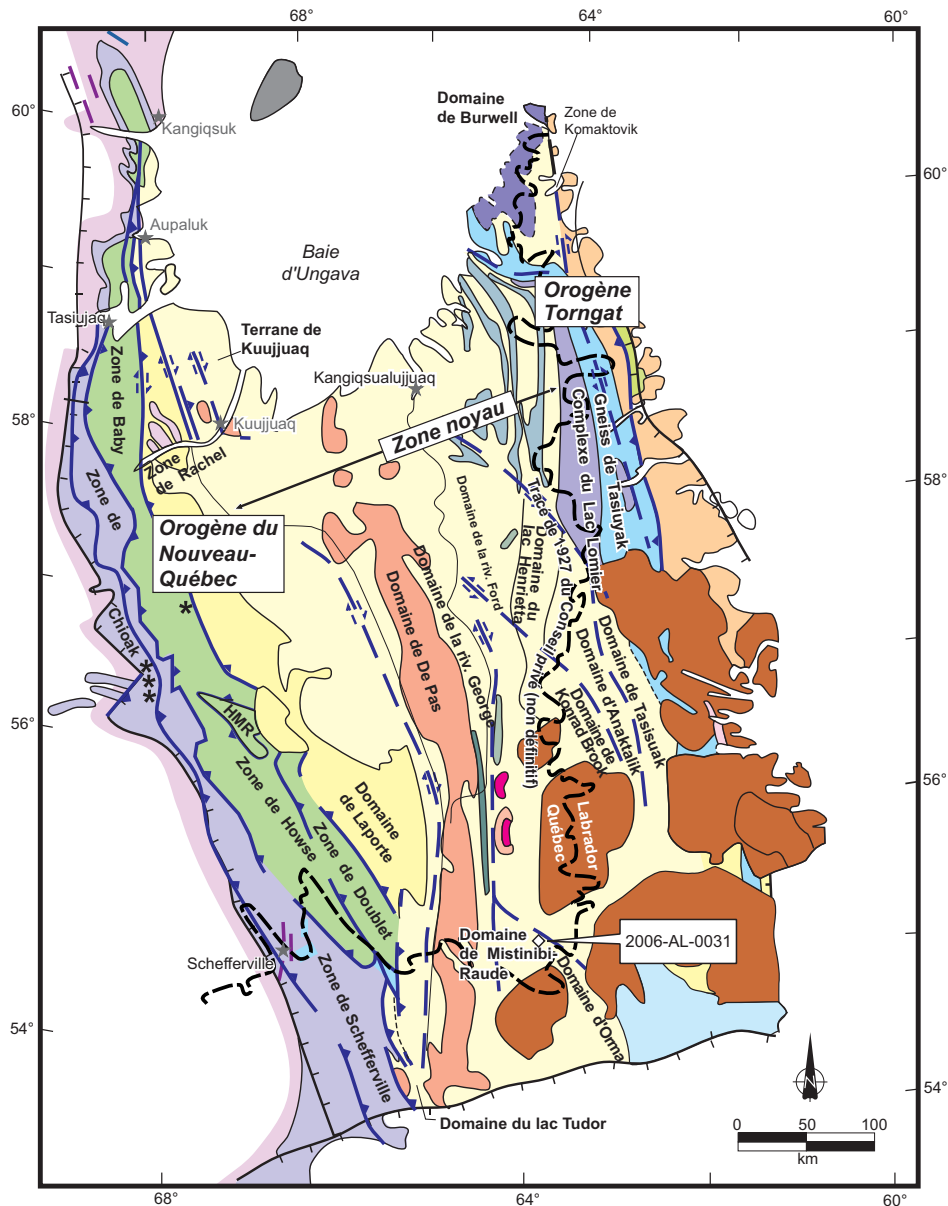 68°
64°
60°
60°
Domaine
de Burwell
Zone de
Komaktovik
Kangiqsuk
60°
Aupaluk
Baie
d'Ungava
Orogène
Torngat
Tasiujaq
Terrane de
Kuujjuaq
Zone de Baby
Kangiqsualujjuaq
58°
Kuujjuaq
Zone noyau
Zone
de Rachel
Gneiss de Tasiuyak
Complexe du Lac Lomier
58°
Zone de
Chioak
Orogène du
Nouveau-
Québec
Tracé de 1927 du Conseil privé (non définitif)
Domaine de la riv. Ford
Domaine du
lac Henrietta
Domaine de la riv. George
Domaine de De Pas
*
*
*
*
Domaine de Tasisuak
Domaine d'Anaktalik
Domaine de
Konrad Brook
56°
56°
HMR
Zone de Howse
Domaine
de Laporte
Zone de Doublet
Labrador
Québec
Domaine
de Mistinibi-
Raude
2006-AL-0031
Schefferville
Zone de Schefferville
Domaine d'Orma
54°
54°
Domaine du lac Tudor
0
50
100
km
68°
64°
60°